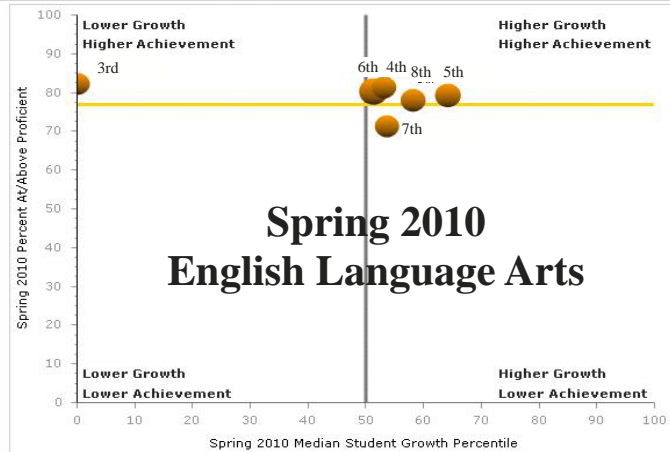 Lower Growth
Higher Achievement
Higher Growth
Higher Achievement
100
90
80
70
60
50
40
30
20
10
0
3rd
6th
4th
8th
5th
7th
Spring 2010
English Language Arts
Lower Growth
Lower Achievement
Higher Growth
Lower Achievement
0 10 20 30 40 50 60 70 80 90 100
Spring 2010 Median Student Growth Percentile
Spring 2010 Percent At/Above Proficient